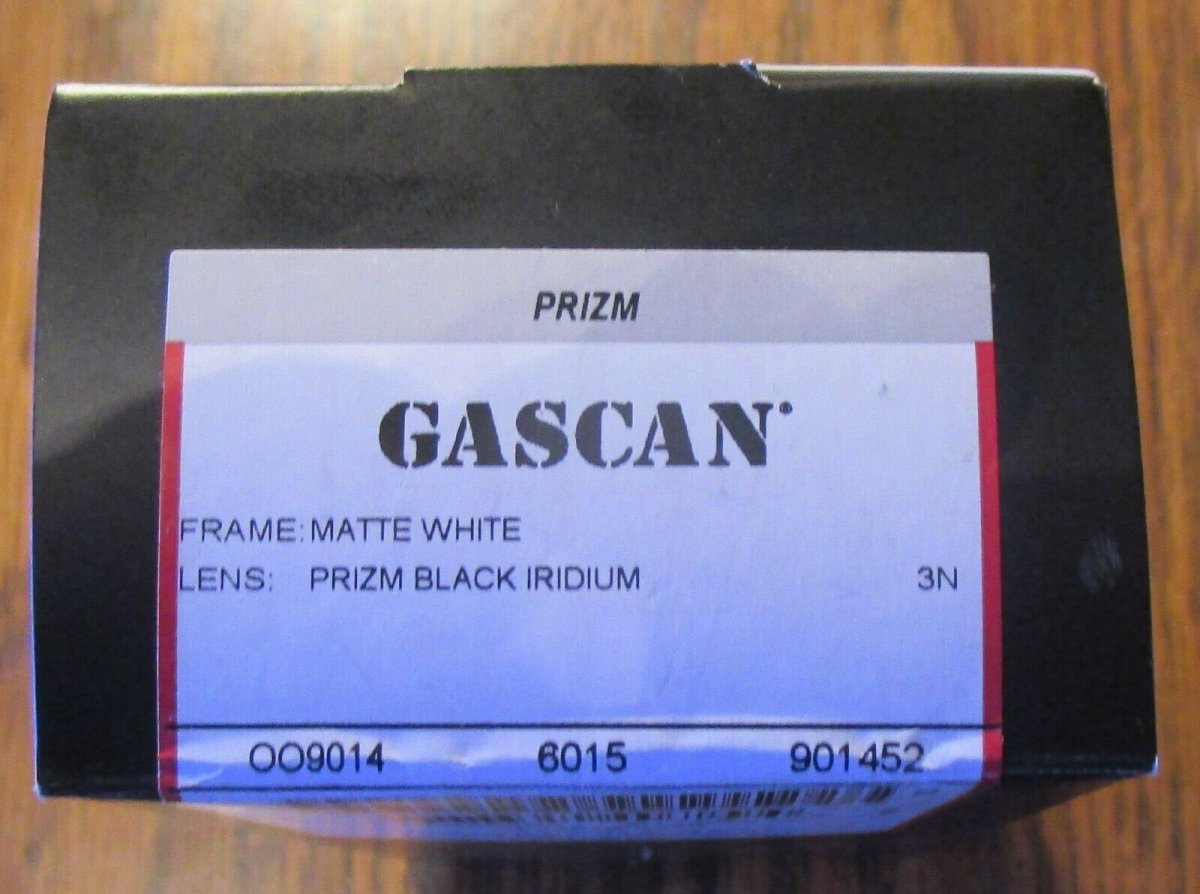 PRIZM
GASCAN®
FRAME: MATTE WHITE
LENS: PRIZM BLACK IRIDIUM 3N
OO9014 6015 901452